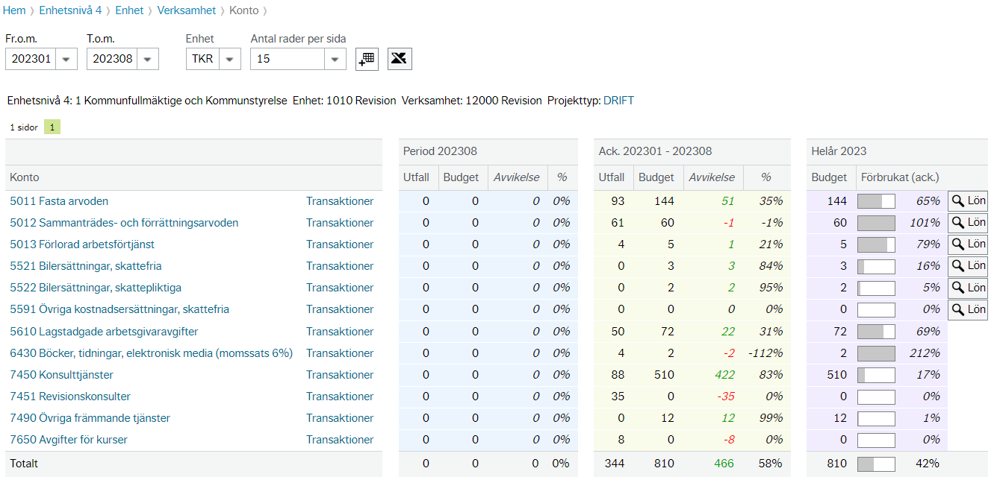 Hem 〉 Enhetsnivå 4 〉 Enhet 〉 Verksamhet 〉 Konto 〉
Fr.o.m. T.o.m. Enhet Antal rader per sida
202301 202308 TKR 15
Enhetsnivå 4: 1 Kommunfullmäktige och Kommunstyrelse Enhet: 1010 Revision Verksamhet: 12000 Revision Projekttyp: DRIFT
1 sidor 1
Period 202308 Ack. 202301 - 202308 Helår 2023
Konto Utfall Budget Avvikelse % Utfall Budget Avvikelse % Budget Förbrukat (ack.)
5011 Fasta arvoden Transaktioner 0 0 0 0% 93 144 51 35% 144 65% Lön
5012 Sammanträdes- och förrättningsarvoden Transaktioner 0 0 0 0% 61 60 -1 -1% 60 101% Lön
5013 Förlorad arbetsförtjänst Transaktioner 0 0 0 0% 4 5 1 21% 5 79% Lön
5521 Bilersättningar, skattefria Transaktioner 0 0 0 0% 0 3 3 84% 3 16% Lön
5522 Bilersättningar, skattepliktiga Transaktioner 0 0 0 0% 0 2 2 95% 2 5% Lön
5591 Övriga kostnadsersättningar, skattefria Transaktioner 0 0 0 0% 0 0 0 0% 0 0% Lön
5610 Lagstadgade arbetsgivaravgifter Transaktioner 0 0 0 0% 50 72 22 31% 72 69%
6430 Böcker, tidningar, elektronisk media (momssats 6%) Transaktioner 0 0 0 0% 4 2 -2 -112% 2 212%
7450 Konsulttjänster Transaktioner 0 0 0 0% 88 510 422 83% 510 17%
7451 Revisionskonsulter Transaktioner 0 0 0 0% 35 0 -35 0% 0 0%
7490 Övriga främmande tjänster Transaktioner 0 0 0 0% 0 12 12 99% 12 1%
7650 Avgifter för kurser Transaktioner 0 0 0 0% 8 0 -8 0% 0 0%
Totalt 0 0 0 0% 344 810 466 58% 810 42%